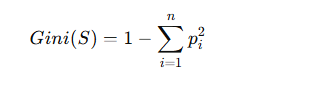 Gini(S) = 1 − ∑_{i=1}^{n} p_i^2